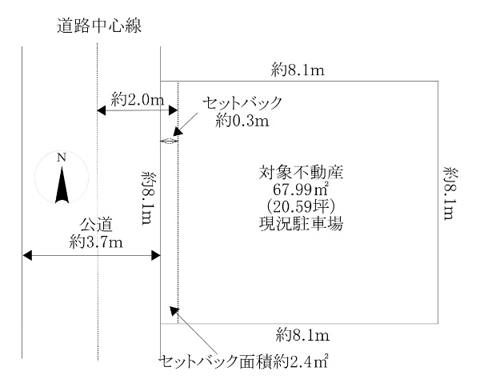 道路中心線
約8.1m
約2.0m
セットバック
約0.3m
N
対象不動産
67.99㎡
(20.59坪)
現況駐車場
約8.1m
約8.1m
公道
約3.7m
約8.1m
セットバック面積約2.4㎡